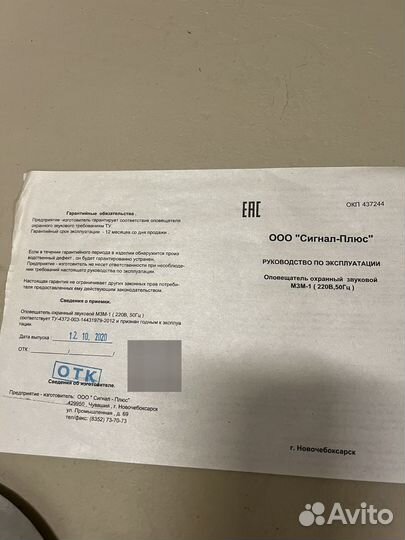 Гарантийные обязательства.
Предприятие -изготовитель гарантирует соответствие оповещателя
охранного звукового требованиям ТУ.
Гарантийный срок эксплуатации - 12 месяцев со дня продажи .
Если в течении гарантийного периода в изделии обнаружится произ
водственный дефект , он будет гарантированно устранен.
Предприятие - изготовитель не несет ответственности при несоблюде-
нии требований настоящего руководства по эксплуатации.
Настоящая гарантия не ограничивает других законных прав потреби-
теля предоставленных ему действующим законодательством.
Сведения о приемки.
Оповещатель охранный звуковой МЗМ-1 ( 220В, 50Гц )
соответствует ТУ-4372-003-14431979-2012 и признан годным к эксплуа
тации.
Дата выпуска 12. 10. 2020
ОТК : / /
ОТК
Сведения об изготовителе.
Предприятие - изготовитель: ООО " Сигнал - Плюс"
429950 , Чувашия , г. Новочебоксарск
ул. Промышленная , д. 69
тел/факс: (8352) 73-70-73
ЕАС
ОКП 437244
ООО "Сигнал-Плюс"
РУКОВОДСТВО ПО ЭКСПЛУАТАЦИИ
Оповещатель охранный звуковой
МЗМ-1 ( 220В,50Гц )
г. Новочебоксарск
Avito